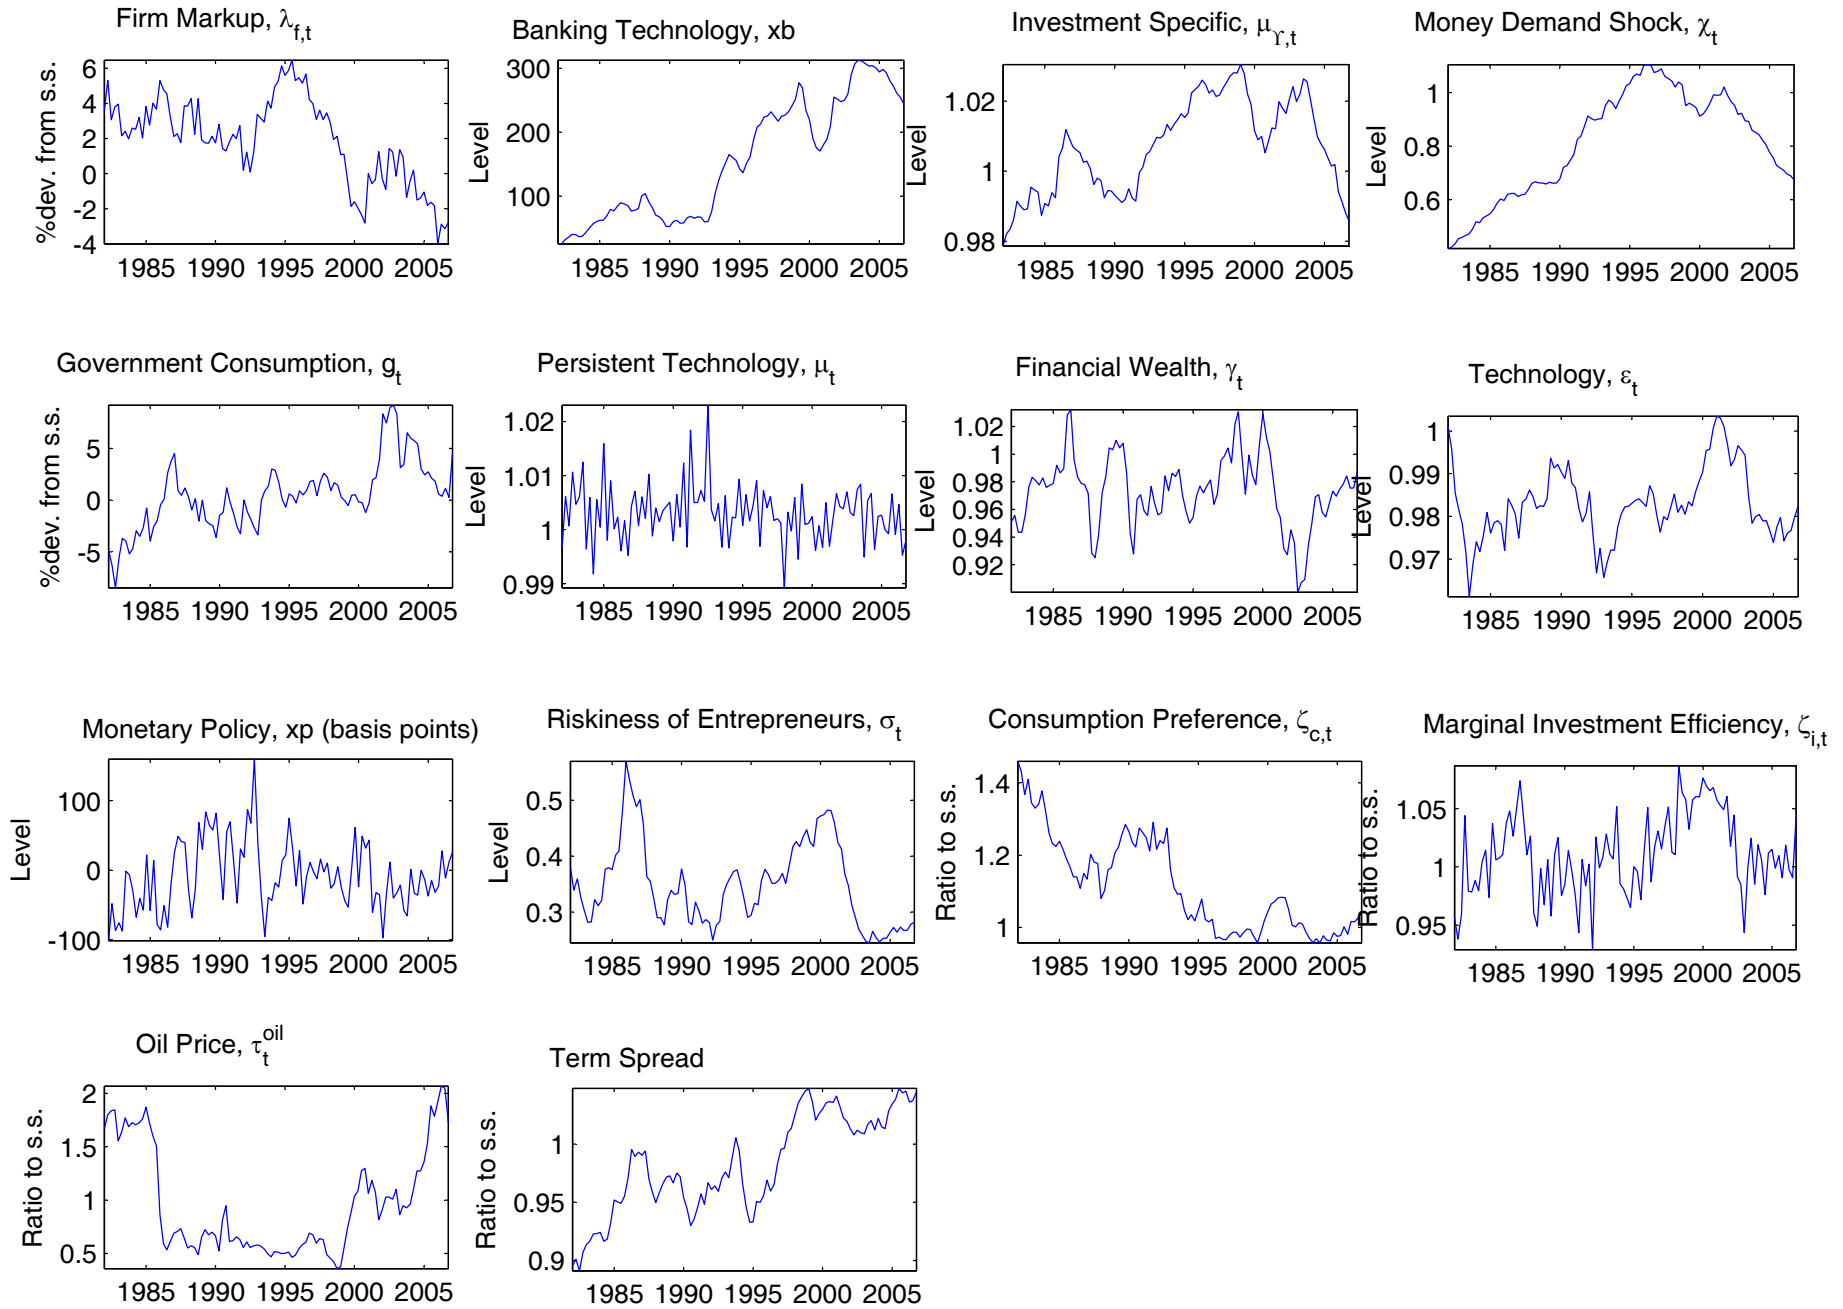 Firm Markup, λf,t
%dev. from s.s.
6
4
2
0
-2
-4
1985 1990 1995 2000 2005
Banking Technology, xb
Level
300
200
100
1985 1990 1995 2000 2005
Investment Specific, μΥ,t
Level
1.02
1
0.98
1985 1990 1995 2000 2005
Money Demand Shock, χt
Level
1
0.8
0.6
1985 1990 1995 2000 2005
Government Consumption, gt
%dev. from s.s.
5
0
-5
1985 1990 1995 2000 2005
Persistent Technology, μt
Level
1.02
1.01
1
0.99
1985 1990 1995 2000 2005
Financial Wealth, γt
Level
1.02
1
0.98
0.96
0.94
0.92
1985 1990 1995 2000 2005
Technology, εt
Level
1
0.99
0.98
0.97
1985 1990 1995 2000 2005
Monetary Policy, xp (basis points)
Level
100
0
-100
1985 1990 1995 2000 2005
Riskiness of Entrepreneurs, σt
Level
0.5
0.4
0.3
1985 1990 1995 2000 2005
Consumption Preference, ζc,t
Ratio to s.s.
1.4
1.2
1
1985 1990 1995 2000 2005
Marginal Investment Efficiency, ζi,t
Ratio to s.s.
1.05
1
0.95
1985 1990 1995 2000 2005
Oil Price, τt oil
Ratio to s.s.
2
1.5
1
0.5
1985 1990 1995 2000 2005
Term Spread
Ratio to s.s.
1
0.95
0.9
1985 1990 1995 2000 2005